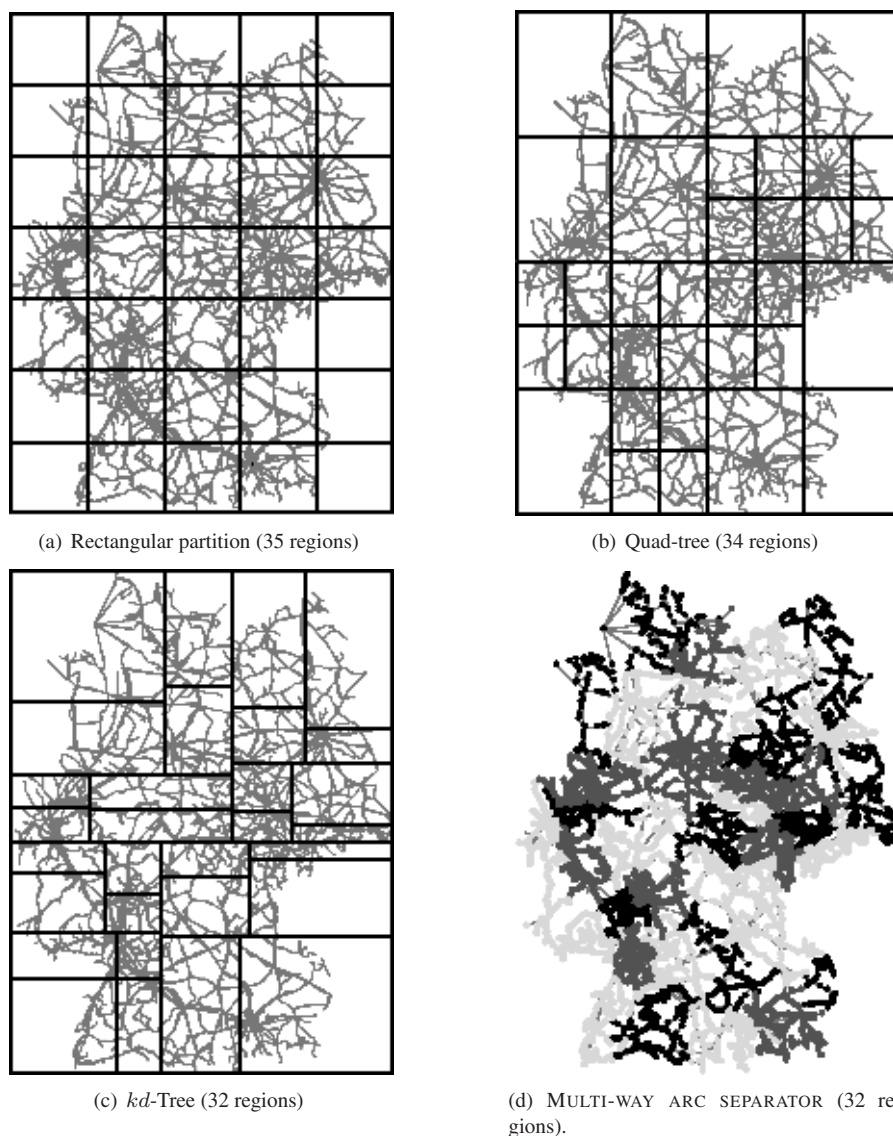 (a) Rectangular partition (35 regions)
(b) Quad-tree (34 regions)
(c) kd-Tree (32 regions)
(d) MULTI-WAY ARC SEPARATOR (32 re
gions).